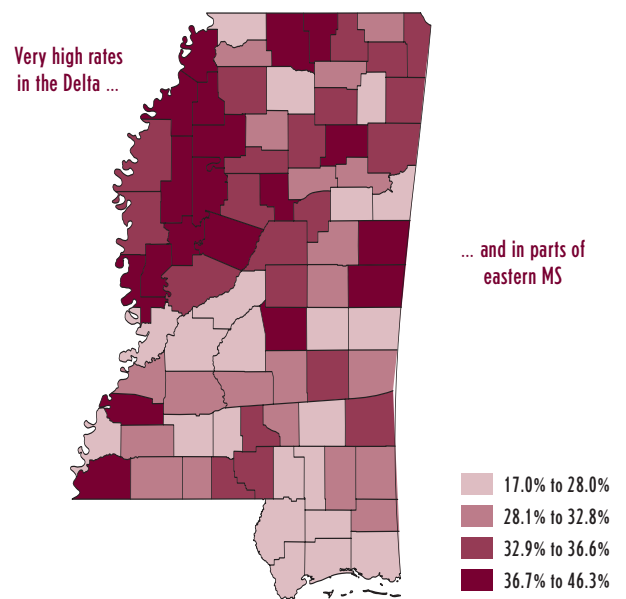 Very high rates
in the Delta ...
... and in parts of
eastern MS
17.0% to 28.0%
28.1% to 32.8%
32.9% to 36.6%
36.7% to 46.3%